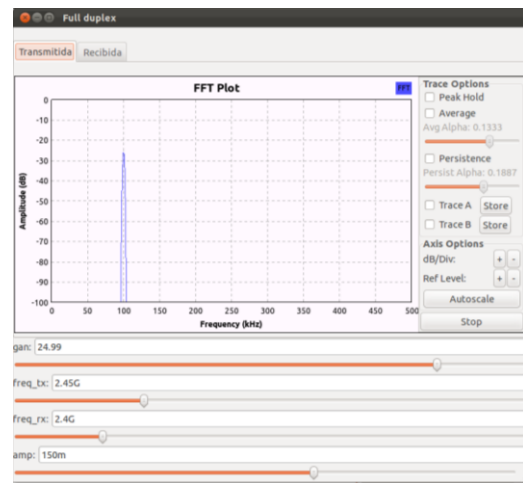 Full duplex
Transmitida Recibida
FFT Plot
FFT
Amplitude (dB)
0
-10
-20
-30
-40
-50
-60
-70
-80
-90
-100
0 50 100 150 200 250 300 350 400 450 500
Frequency (kHz)
Trace Options
Peak Hold
Average
Avg Alpha: 0.1333
Persistence
Persist Alpha: 0.1887
Trace A Store
Trace B Store
Axis Options
dB/Div: + -
Ref Level: + -
Autoscale
Stop
gan: 24.99
freq_tx: 2.45G
freq_rx: 2.4G
amp: 150m